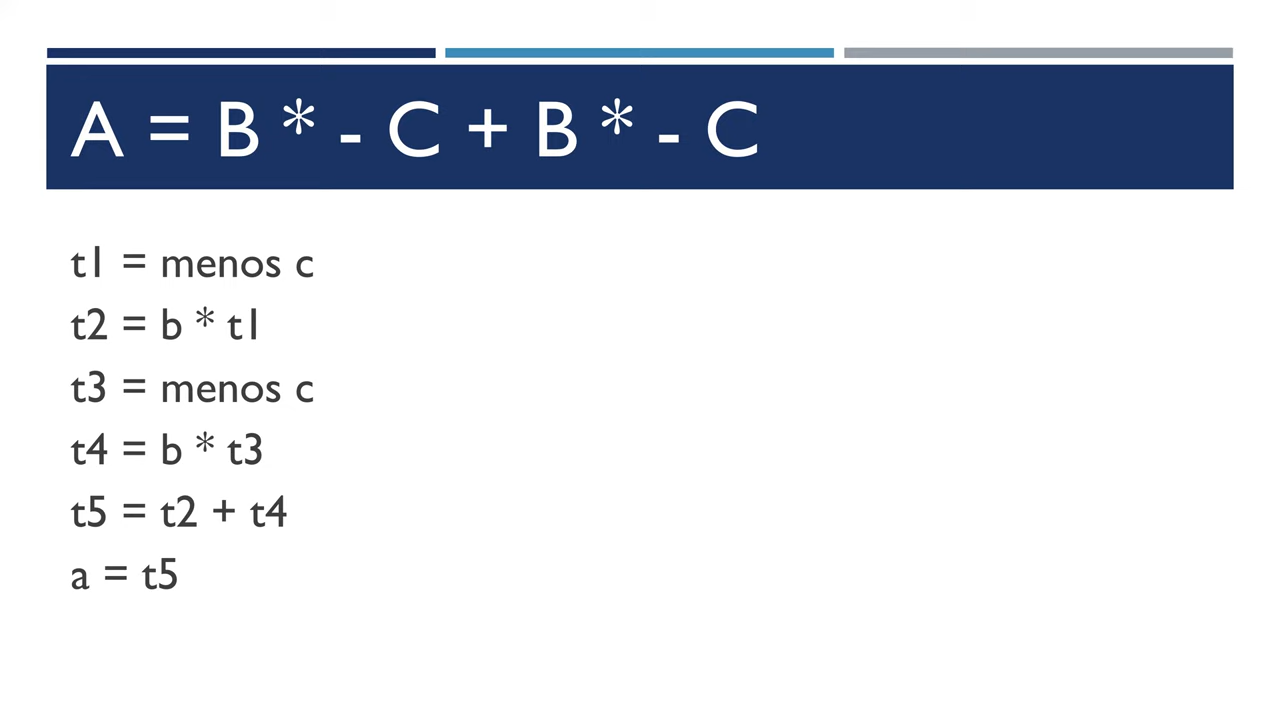 A = B * - C + B * - C
t1 = menos c
t2 = b * t1
t3 = menos c
t4 = b * t3
t5 = t2 + t4
a = t5